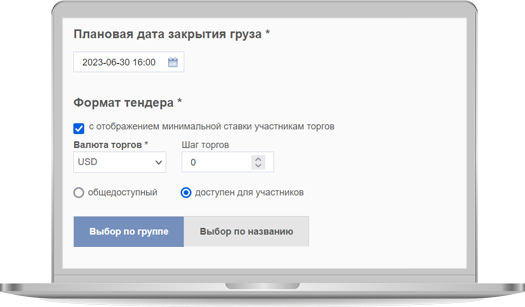 Плановая дата закрытия груза *
2023-06-30 16:00
Формат тендера *
с отображением минимальной ставки участникам торгов
Валюта торгов * Шаг торгов
USD 0
общедоступный доступен для участников
Выбор по группе Выбор по названию